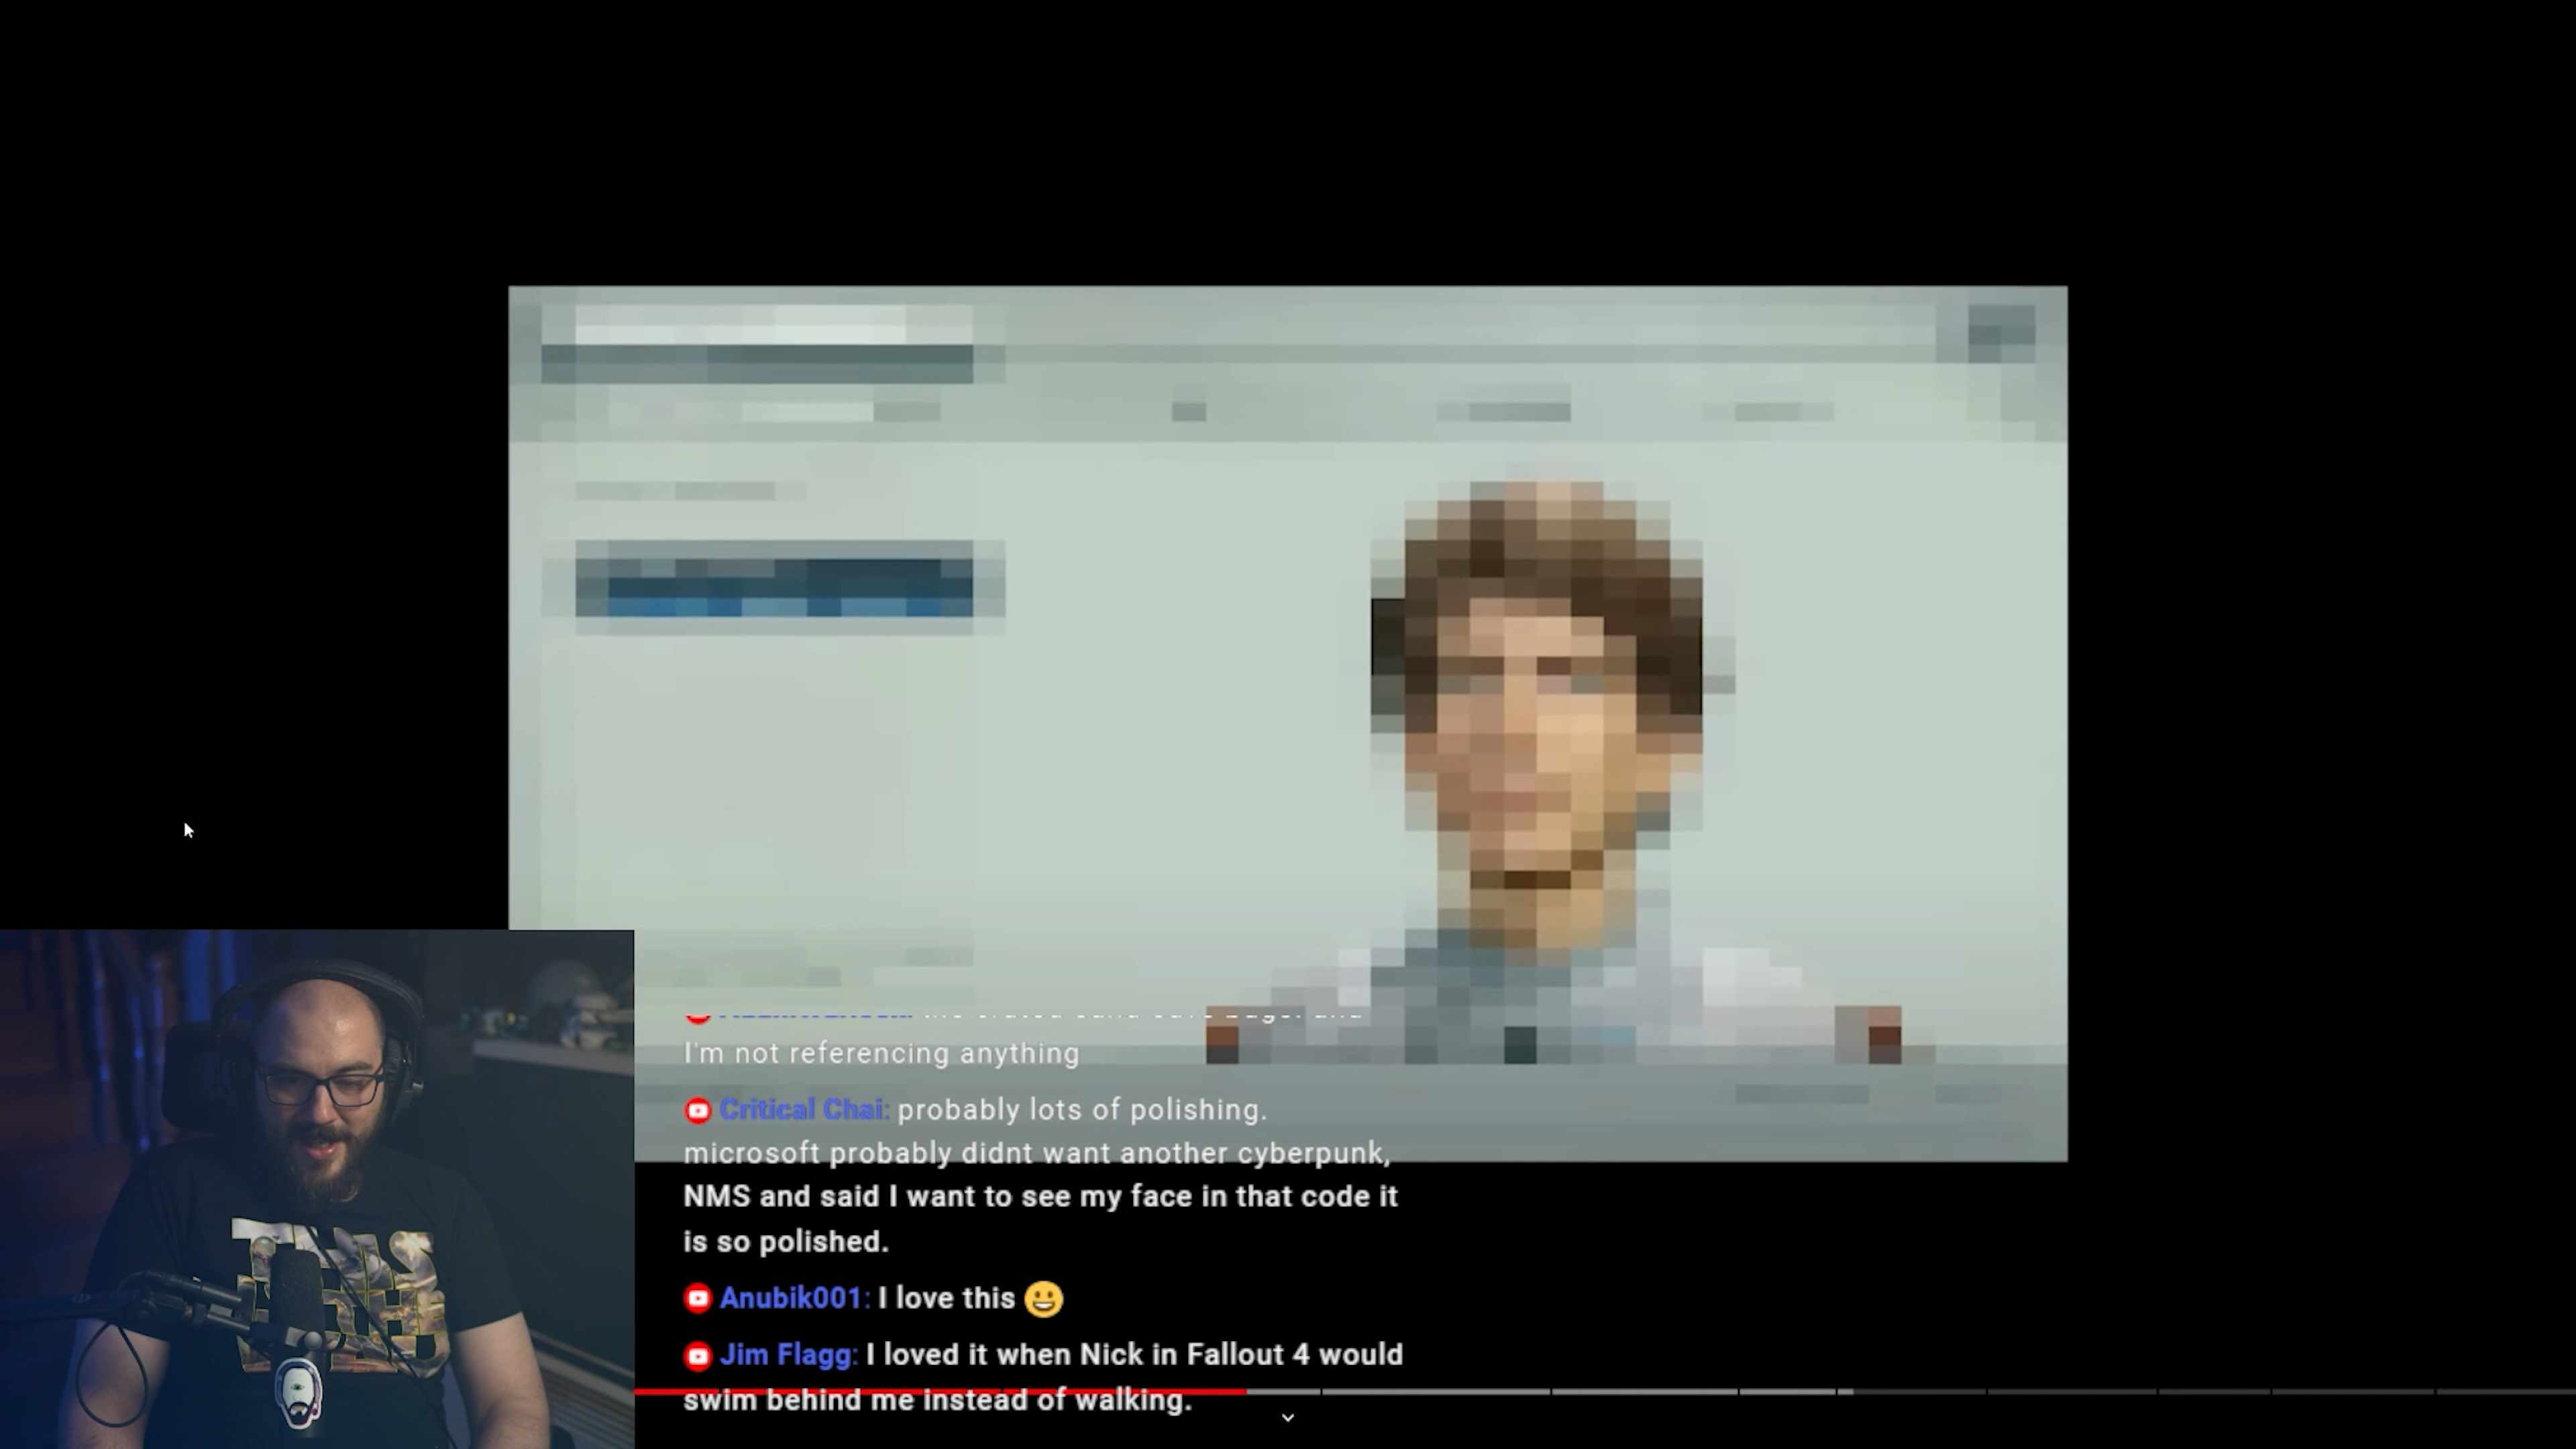 I'm not referencing anything
Critical Chai: probably lots of polishing.
microsoft probably didnt want another cyberpunk,
NMS and said I want to see my face in that code it
is so polished.
Anubik001: I love this 😀
Jim Flagg: I loved it when Nick in Fallout 4 would
swim behind me instead of walking.